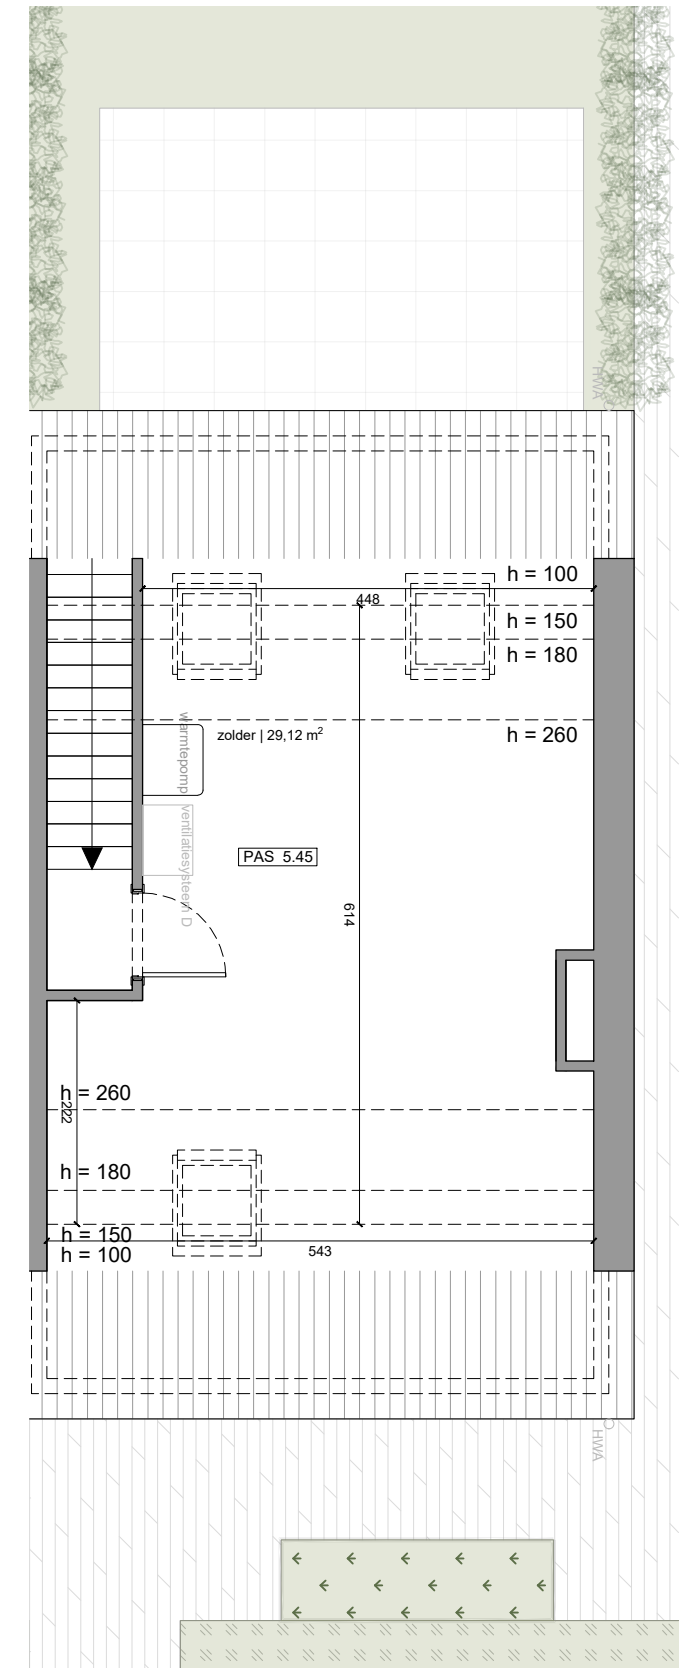 HWA
h = 100
448
h = 150
h = 180
warmtepomp
zolder | 29,12 m²
h = 260
ventilatiesysteem D
PAS 5.45
614
h = 260
222
h = 180
h = 150
543
h = 100
HWA